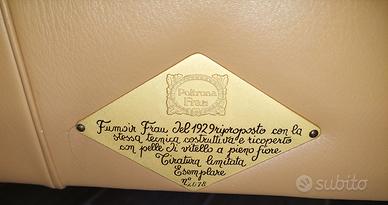 Poltrona
Frau
Fumoir Frau del 1929 riproposto con la
stessa tecnica costruttiva e ricoperto
con pelle di vitello a pieno fiore.
Tiratura limitata
Esemplare
subito